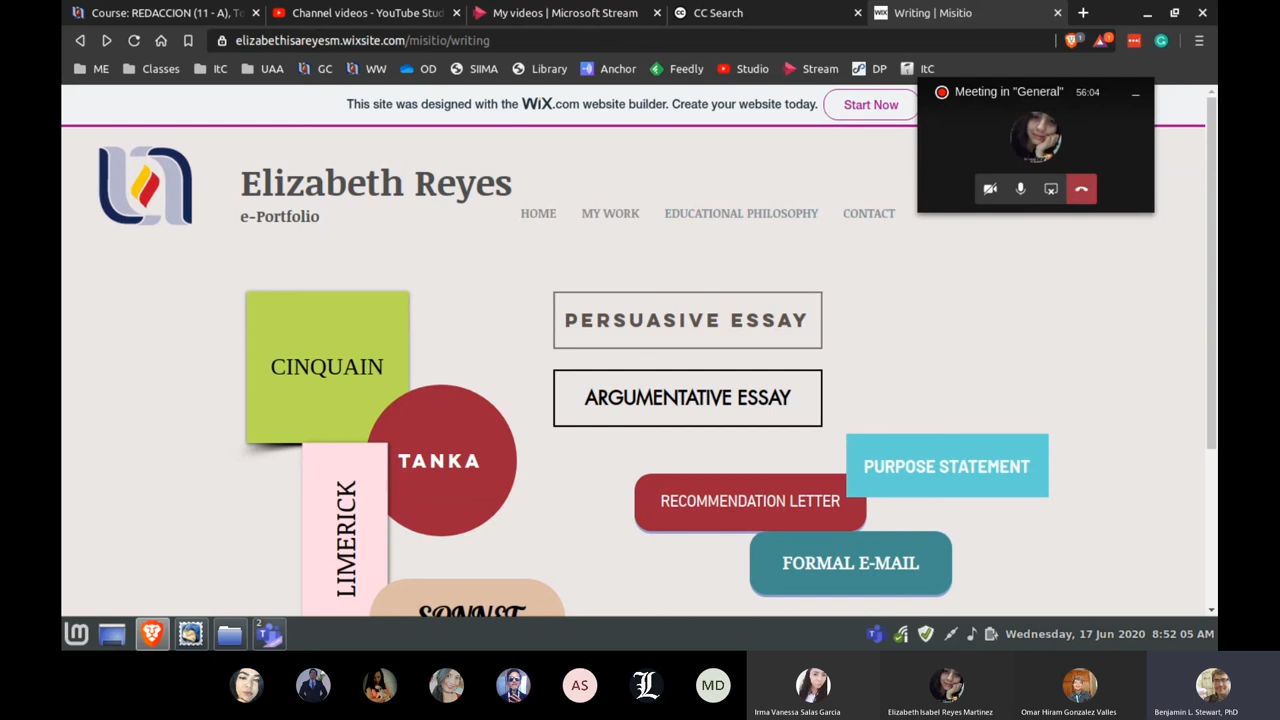 Course: REDACCION (11 - A), To
Channel videos - YouTube Stud
My videos | Microsoft Stream
CC Search
Writing | Misitio
elizabethisareyesm.wixsite.com/misitio/writing
ME
Classes
ItC
UAA
GC
WW
OD
SIIMA
Library
Anchor
Feedly
Studio
Stream
DP
ItC
This site was designed with the WiX.com website builder. Create your website today.
Start Now
Meeting in "General" 56:04
Elizabeth Reyes
e-Portfolio
HOME
MY WORK
EDUCATIONAL PHILOSOPHY
CONTACT
CINQUAIN
PERSUASIVE ESSAY
ARGUMENTATIVE ESSAY
TANKA
PURPOSE STATEMENT
LIMERICK
RECOMMENDATION LETTER
FORMAL E-MAIL
SONNET
Wednesday, 17 Jun 2020 8:52 05 AM
AS
L
MD
Irma Vanessa Salas Garcia
Elizabeth Isabel Reyes Martinez
Omar Hiram Gonzalez Valles
Benjamin L. Stewart, PhD